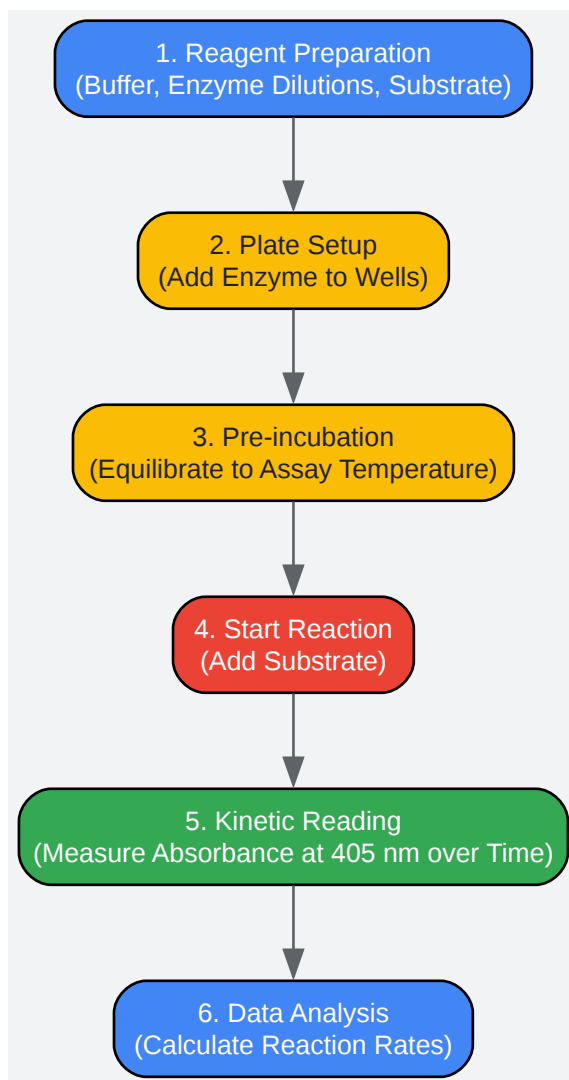 1. Reagent Preparation
(Buffer, Enzyme Dilutions, Substrate)
2. Plate Setup
(Add Enzyme to Wells)
3. Pre-incubation
(Equilibrate to Assay Temperature)
4. Start Reaction
(Add Substrate)
5. Kinetic Reading
(Measure Absorbance at 405 nm over Time)
6. Data Analysis
(Calculate Reaction Rates)